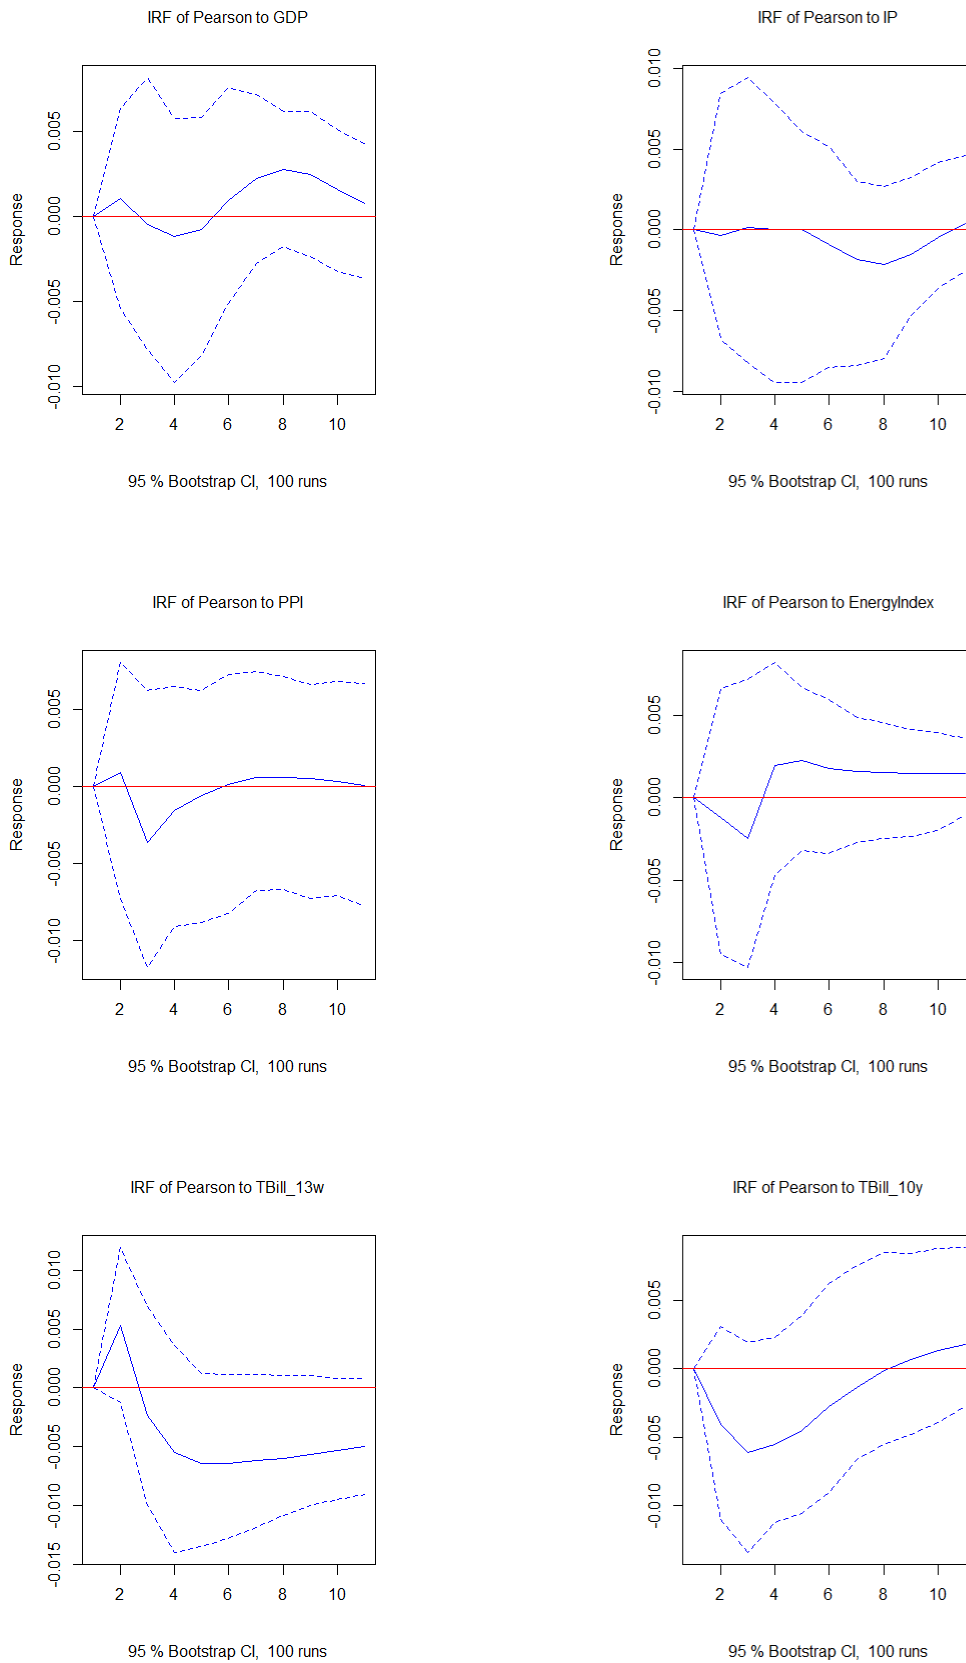 IRF of Pearson to GDP
Response
0.005
0.000
-0.005
-0.010
2 4 6 8 10
95 % Bootstrap CI, 100 runs
IRF of Pearson to IP
Response
0.010
0.005
0.000
-0.005
-0.010
2 4 6 8 10
95 % Bootstrap CI, 100 runs
IRF of Pearson to PPI
Response
0.005
0.000
-0.005
-0.010
2 4 6 8 10
95 % Bootstrap CI, 100 runs
IRF of Pearson to EnergyIndex
Response
0.005
0.000
-0.005
-0.010
2 4 6 8 10
95 % Bootstrap CI, 100 runs
IRF of Pearson to TBill_13w
Response
0.010
0.005
0.000
-0.005
-0.010
-0.015
2 4 6 8 10
95 % Bootstrap CI, 100 runs
IRF of Pearson to TBill_10y
Response
0.005
0.000
-0.005
-0.010
2 4 6 8 10
95 % Bootstrap CI, 100 runs